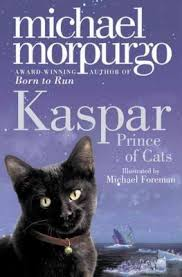 michael
morpurgo
AWARD-WINNING AUTHOR OF
Born to Run
Kaspar
Prince of Cats
Illustrated by
Michael Foreman